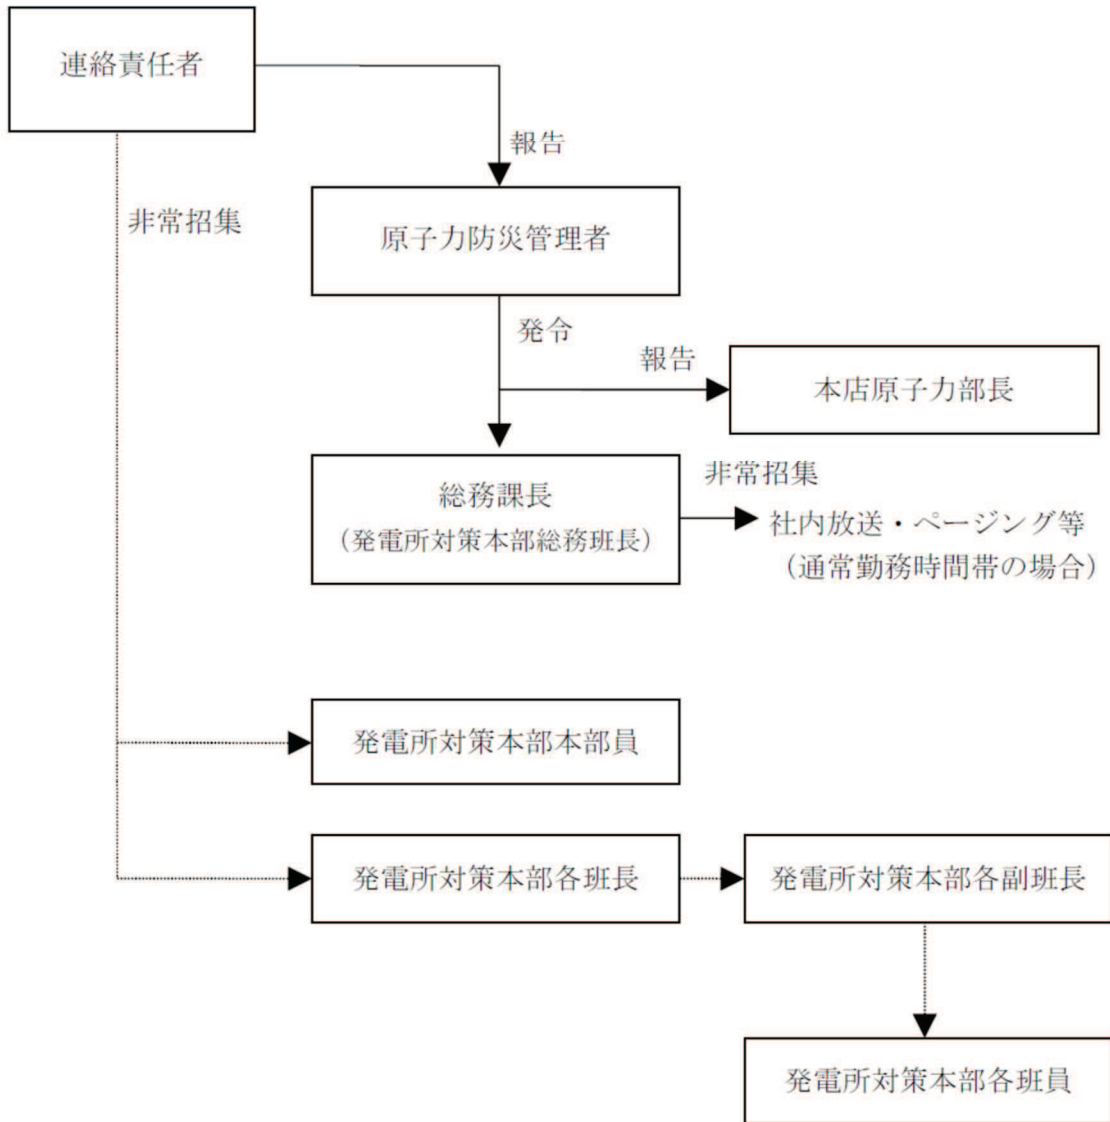 連絡責任者
報告
非常招集
原子力防災管理者
発令
報告
本店原子力部長
総務課長
(発電所対策本部総務班長)
非常招集
社内放送・ページング等
(通常勤務時間帯の場合)
発電所対策本部本部員
発電所対策本部各班長
発電所対策本部各副班長
発電所対策本部各班員